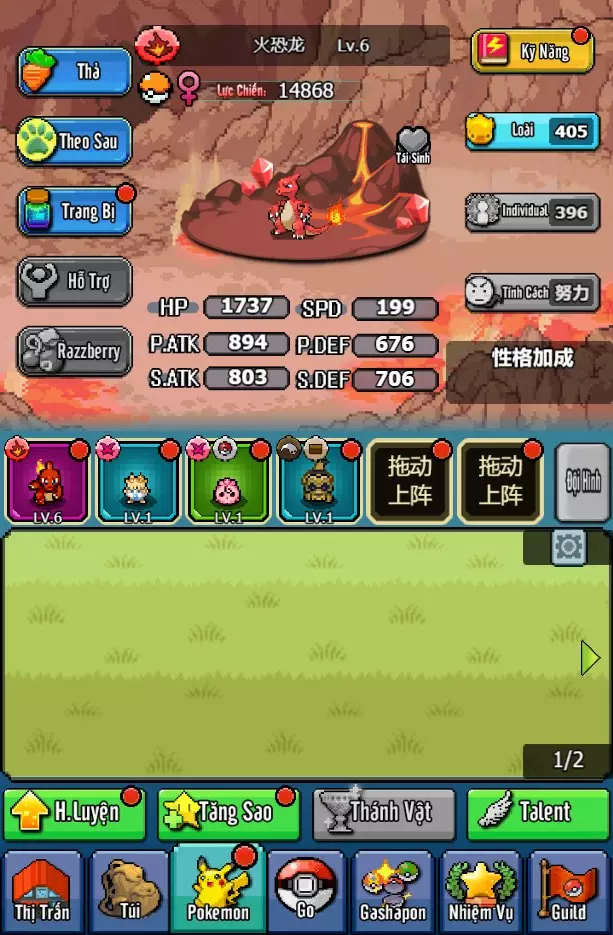 火恐龙 Lv.6
Thả
Kỹ Năng
Lực Chiến: 14868
Theo Sau
Loài 405
Tái Sinh
Trang Bị
Individual 396
Hỗ Trợ
Tính Cách 努力
HP 1737 SPD 199
P.ATK 894 P.DEF 676
S.ATK 803 S.DEF 706
Razzberry
性格加成
LV.6
LV.1
LV.1
LV.1
拖动
上阵
拖动
上阵
Đội Hình
1/2
H.Luyện
Tăng Sao
Thánh Vật
Talent
Thị Trấn
Túi
Pokemon
Go
Gashapon
Nhiệm Vụ
Guild